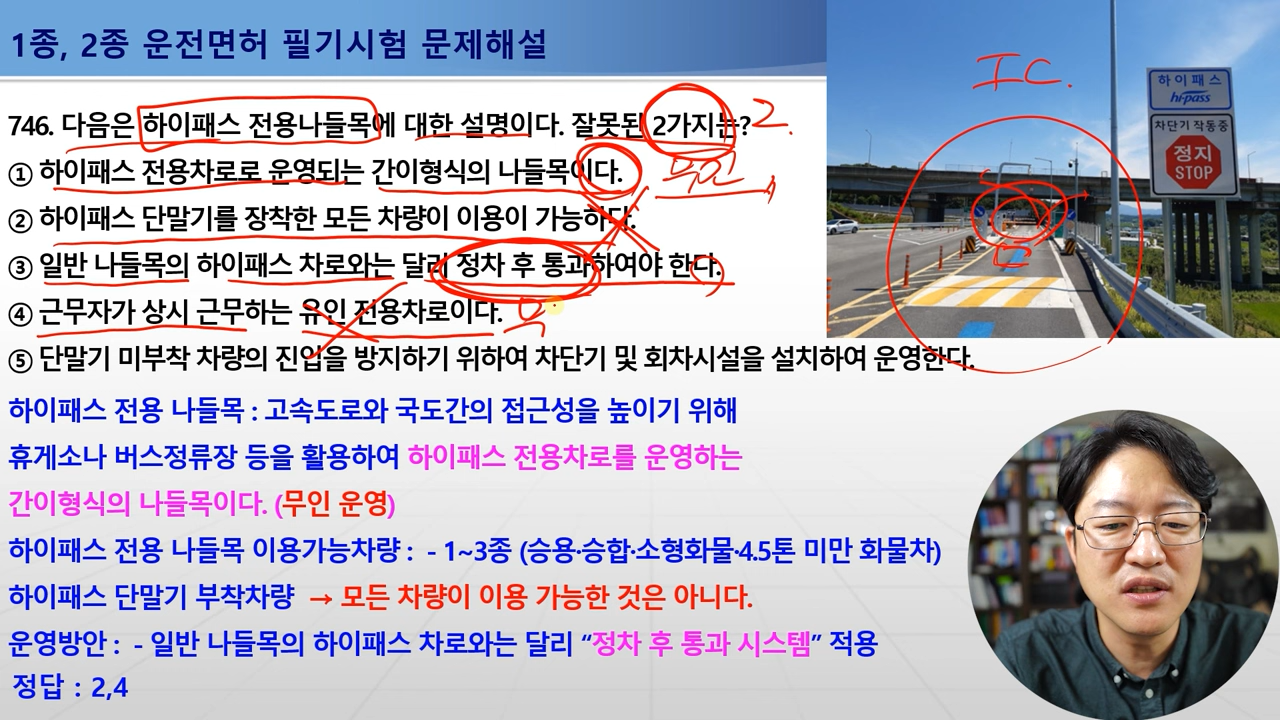 1종, 2종 운전면허 필기시험 문제해설
746. 다음은 하이패스 전용나들목에 대한 설명이다. 잘못된 2가지는?
2.
① 하이패스 전용차로로 운영되는 간이형식의 나들목이다.
무인
② 하이패스 단말기를 장착한 모든 차량이 이용이 가능하다.
③ 일반 나들목의 하이패스 차로와는 달리 정차 후 통과하여야 한다.
④ 근무자가 상시 근무하는 유인 전용차로이다.
⑤ 단말기 미부착 차량의 진입을 방지하기 위하여 차단기 및 회차시설을 설치하여 운영한다.
하이패스 전용 나들목 : 고속도로와 국도간의 접근성을 높이기 위해
휴게소나 버스정류장 등을 활용하여 하이패스 전용차로를 운영하는
간이형식의 나들목이다. (무인 운영)
하이패스 전용 나들목 이용가능차량 : - 1~3종 (승용·승합·소형화물·4.5톤 미만 화물차)
하이패스 단말기 부착차량 → 모든 차량이 이용 가능한 것은 아니다.
운영방안 : - 일반 나들목의 하이패스 차로와는 달리 “정차 후 통과 시스템” 적용
정답 : 2,4
IC.
하이패스
hi-pass
차단기 작동중
정지
STOP